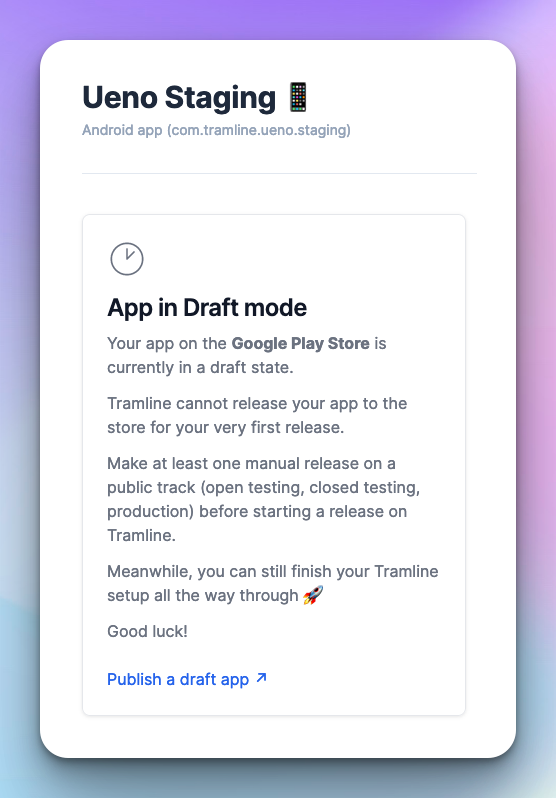 Ueno Staging 📱
Android app (com.tramline.ueno.staging)
App in Draft mode
Your app on the Google Play Store is
currently in a draft state.
Tramline cannot release your app to the
store for your very first release.
Make at least one manual release on a
public track (open testing, closed testing,
production) before starting a release on
Tramline.
Meanwhile, you can still finish your Tramline
setup all the way through 🚀
Good luck!
Publish a draft app ↗